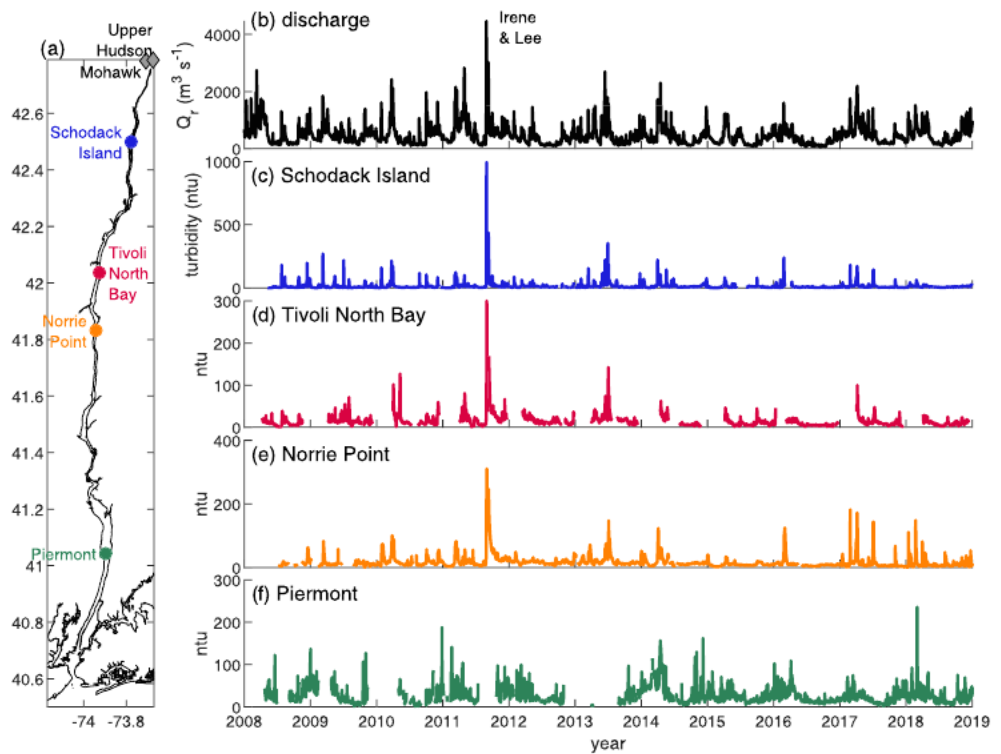 (a)
Upper
Hudson
Mohawk
Schodack
Island
Tivoli
North
Bay
Norrie
Point
Piermont
42.6
42.4
42.2
42
41.8
41.6
41.4
41.2
41
40.8
40.6
-74 -73.8
(b) discharge
Irene
& Lee
Qr (m³ s⁻¹)
4000
2000
0
(c) Schodack Island
turbidity (ntu)
1000
500
0
(d) Tivoli North Bay
ntu
300
200
100
0
(e) Norrie Point
ntu
400
200
0
(f) Piermont
ntu
300
200
100
0
2008 2009 2010 2011 2012 2013 2014 2015 2016 2017 2018 2019
year